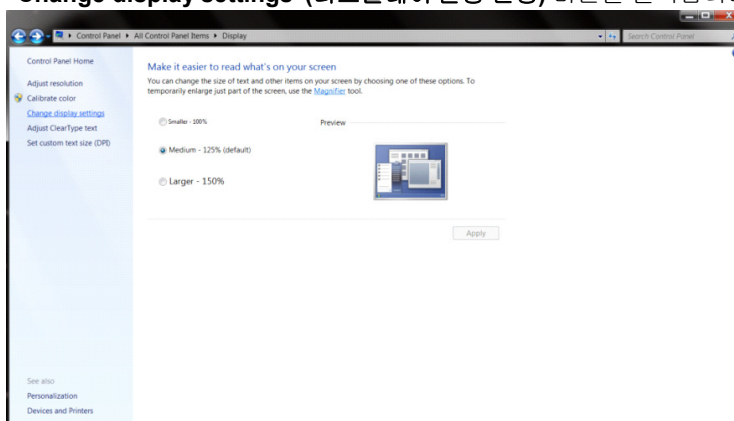 Control Panel ▸ All Control Panel Items ▸ Display
Search Control Panel
Control Panel Home
Adjust resolution
Calibrate color
Change display settings
Adjust ClearType text
Set custom text size (DPI)
Make it easier to read what's on your screen
You can change the size of text and other items on your screen by choosing one of these options. To
temporarily enlarge just part of the screen, use the Magnifier tool.
Smaller - 100%
Preview
Medium - 125% (default)
Larger - 150%
Apply
See also
Personalization
Devices and Printers